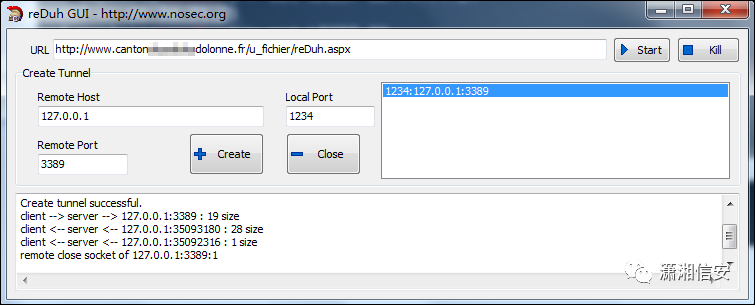 reDuh GUI - http://www.nosec.org
URL http://www.canton dolonne.fr/u_fichier/reDuh.aspx Start Kill
Create Tunnel
Remote Host Local Port
127.0.0.1 1234
1234:127.0.0.1:3389
Remote Port
3389
Create Close
Create tunnel successful.
client --> server --> 127.0.0.1:3389 : 19 size
client <-- server <-- 127.0.0.1:35093180 : 28 size
client <-- server <-- 127.0.0.1:35092316 : 1 size
remote close socket of 127.0.0.1:3389:1
潇湘信安